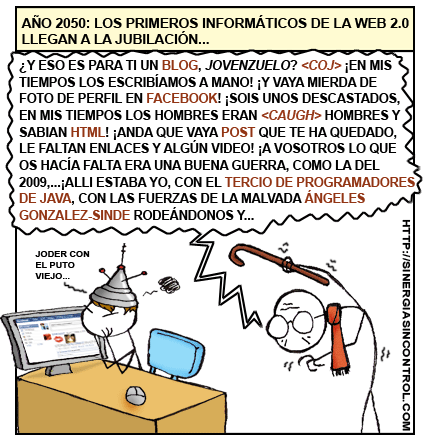 AÑO 2050: LOS PRIMEROS INFORMÁTICOS DE LA WEB 2.0
LLEGAN A LA JUBILACIÓN...
¿Y ESO ES PARA TI UN BLOG, JOVENZUELO? <COJ> ¡EN MIS
TIEMPOS LOS ESCRIBÍAMOS A MANO! ¡Y VAYA MIERDA DE
FOTO DE PERFIL EN FACEBOOK! ¡SOIS UNOS DESCASTADOS,
EN MIS TIEMPOS LOS HOMBRES ERAN <CAUGH> HOMBRES Y
SABIAN HTML! ¡ANDA QUE VAYA POST QUE TE HA QUEDADO,
LE FALTAN ENLACES Y ALGÚN VIDEO! ¡A VOSOTROS LO QUE
OS HACÍA FALTA ERA UNA BUENA GUERRA, COMO LA DEL
2009,...¡ALLI ESTABA YO, CON EL TERCIO DE PROGRAMADORES
DE JAVA, CON LAS FUERZAS DE LA MALVADA ÁNGELES
GONZALEZ-SINDE RODEÁNDONOS Y...
JODER CON
EL PUTO
VIEJO...
HTTP://SINERGIASINCONTROL.COM